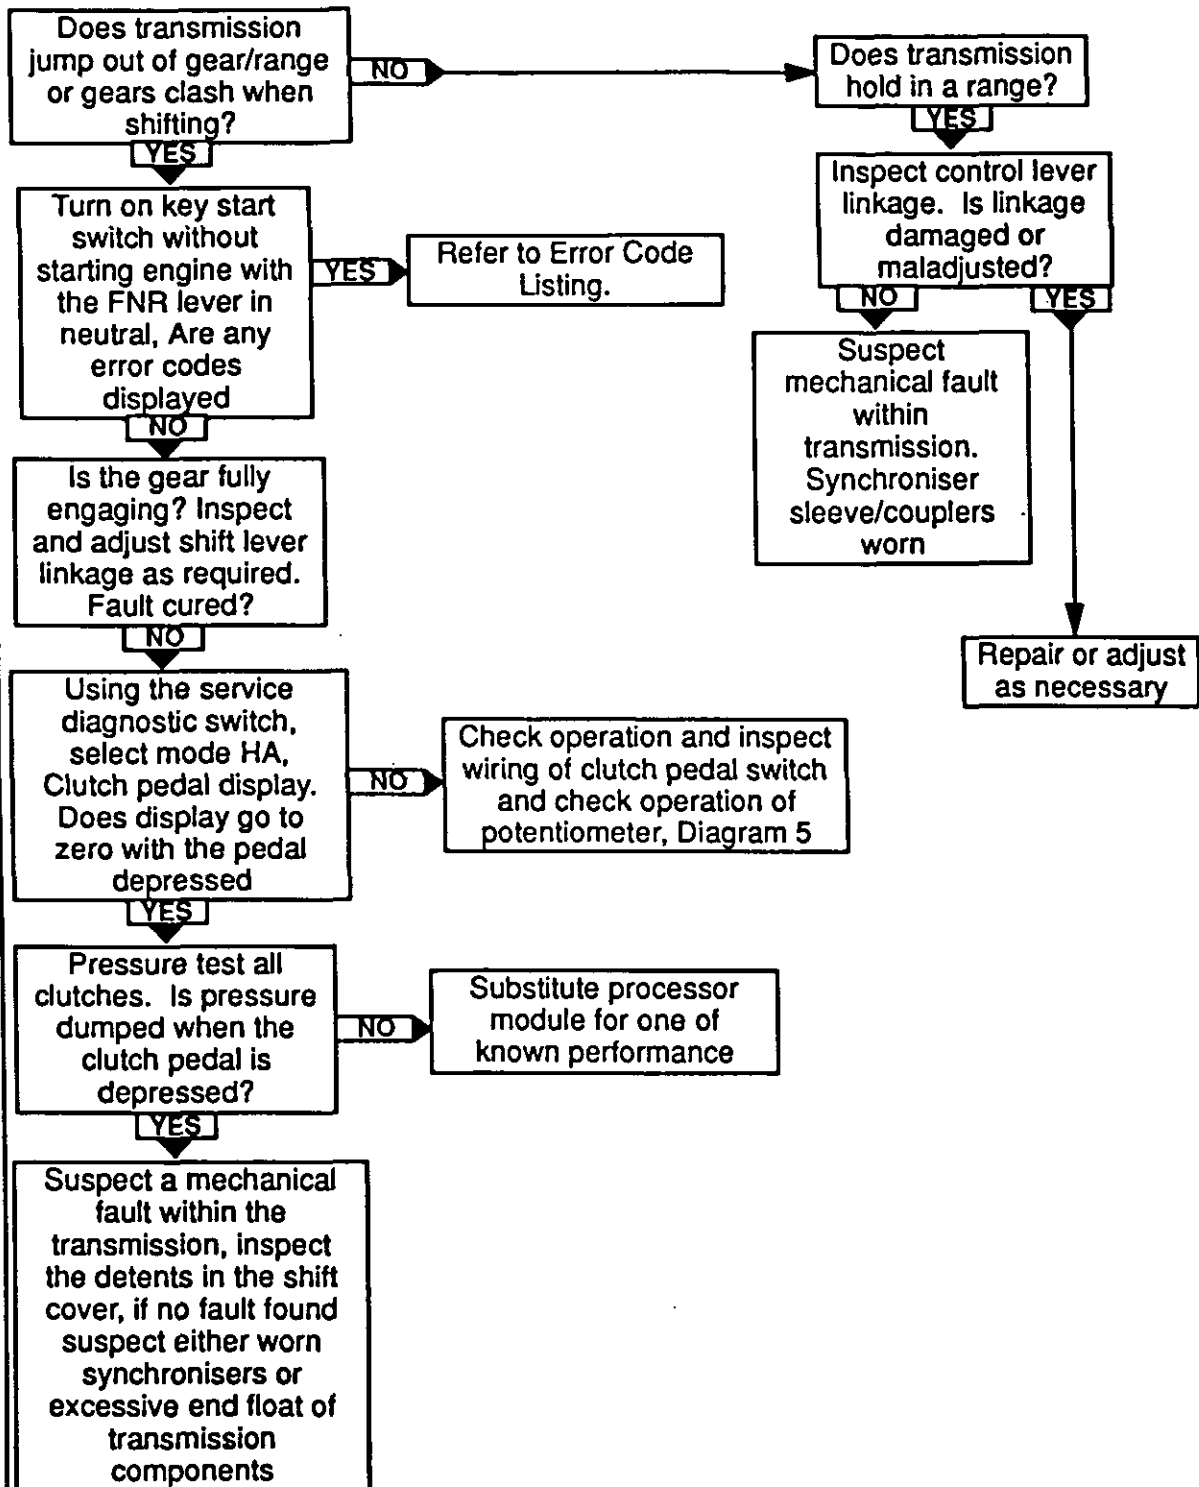 Does transmission
jump out of gear/range
or gears clash when
shifting?
NO
YES
Does transmission
hold in a range?
YES
Inspect control lever
linkage. Is linkage
damaged or
maladjusted?
NO
YES
Suspect
mechanical fault
within
transmission.
Synchroniser
sleeve/couplers
worn
Repair or adjust
as necessary
Turn on key start
switch without
starting engine with
the FNR lever in
neutral, Are any
error codes
displayed
YES
Refer to Error Code
Listing.
NO
Is the gear fully
engaging? Inspect
and adjust shift lever
linkage as required.
Fault cured?
NO
Using the service
diagnostic switch,
select mode HA,
Clutch pedal display.
Does display go to
zero with the pedal
depressed
NO
Check operation and inspect
wiring of clutch pedal switch
and check operation of
potentiometer, Diagram 5
YES
Pressure test all
clutches. Is pressure
dumped when the
clutch pedal is
depressed?
NO
Substitute processor
module for one of
known performance
YES
Suspect a mechanical
fault within the
transmission, inspect
the detents in the shift
cover, if no fault found
suspect either worn
synchronisers or
excessive end float of
transmission
components